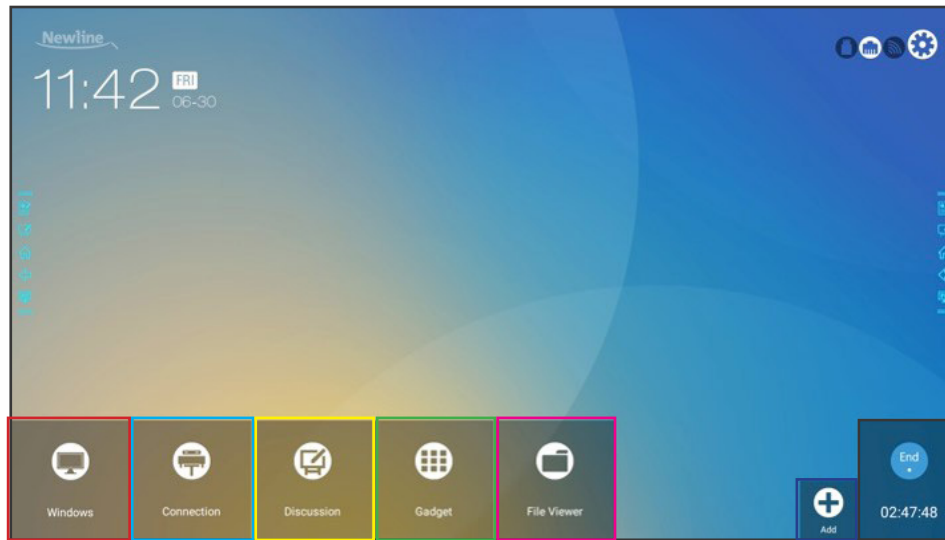 Newline
11:42
FRI
06-30
Windows
Connection
Discussion
Gadget
File Viewer
Add
End
02:47:48